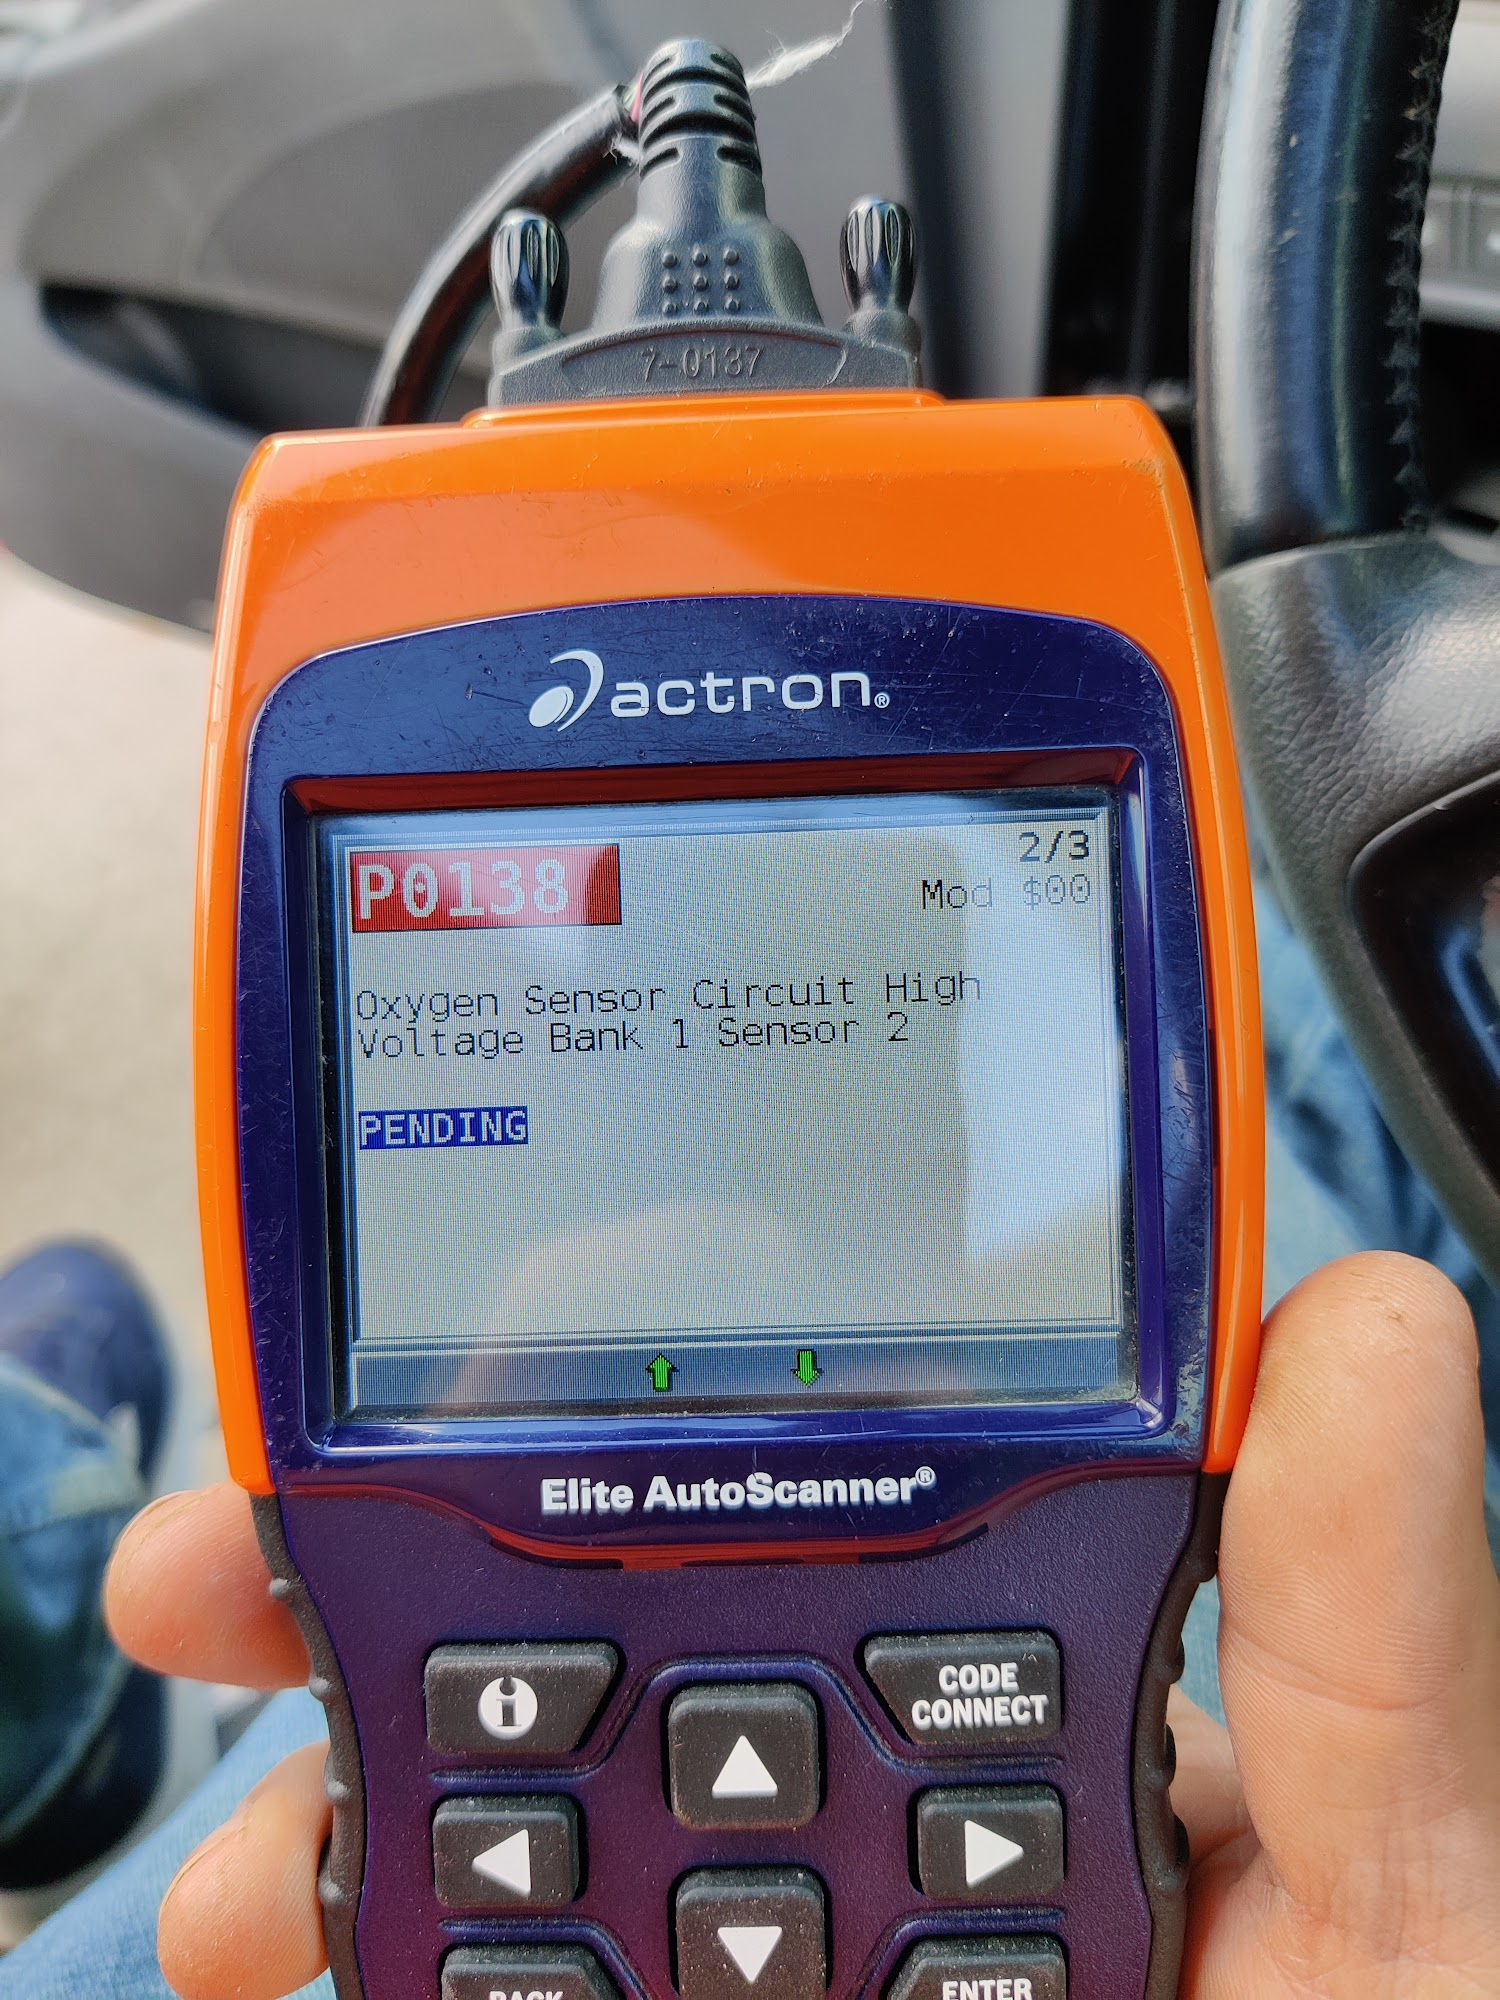 7-0137
actron®
P0138
2/3
Mod $00
Oxygen Sensor Circuit High
Voltage Bank 1 Sensor 2
PENDING
Elite AutoScanner®
i
CODE
CONNECT
BACK
ENTER